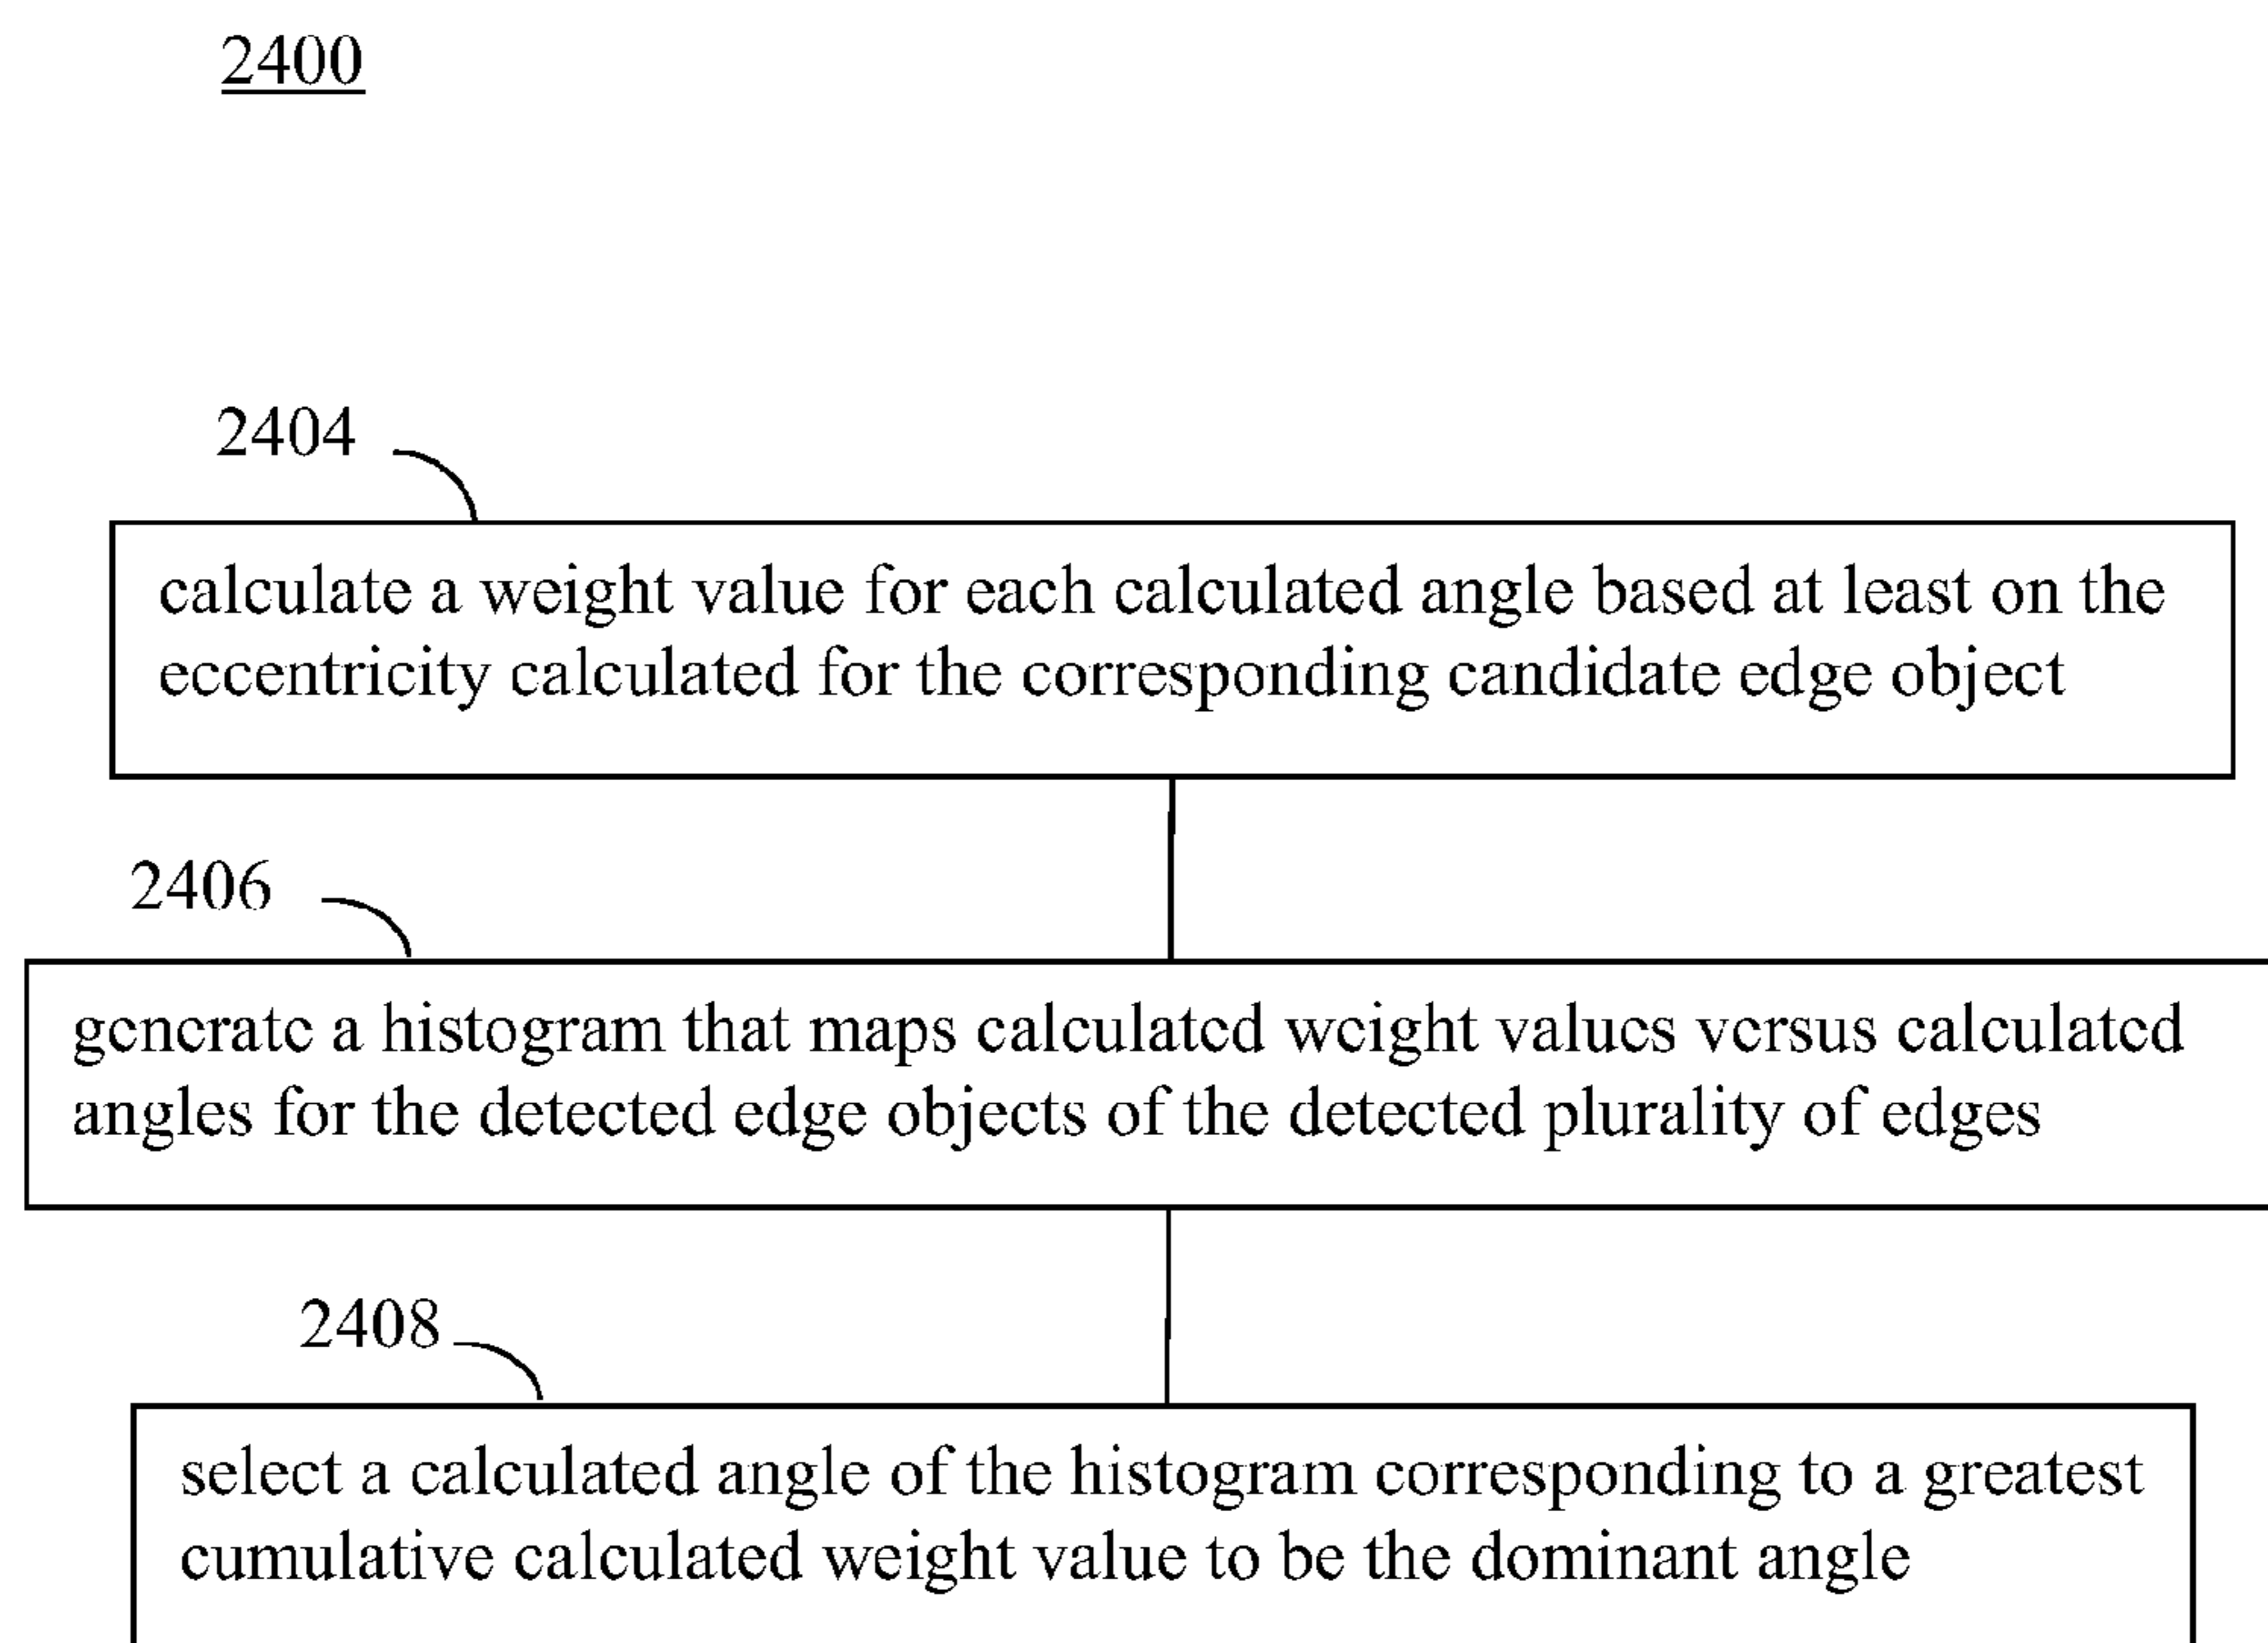 2400
2404
calculate a weight value for each calculated angle based at least on the
eccentricity calculated for the corresponding candidate edge object
2406
generate a histogram that maps calculated weight values versus calculated
angles for the detected edge objects of the detected plurality of edges
2408
select a calculated angle of the histogram corresponding to a greatest
cumulative calculated weight value to be the dominant angle